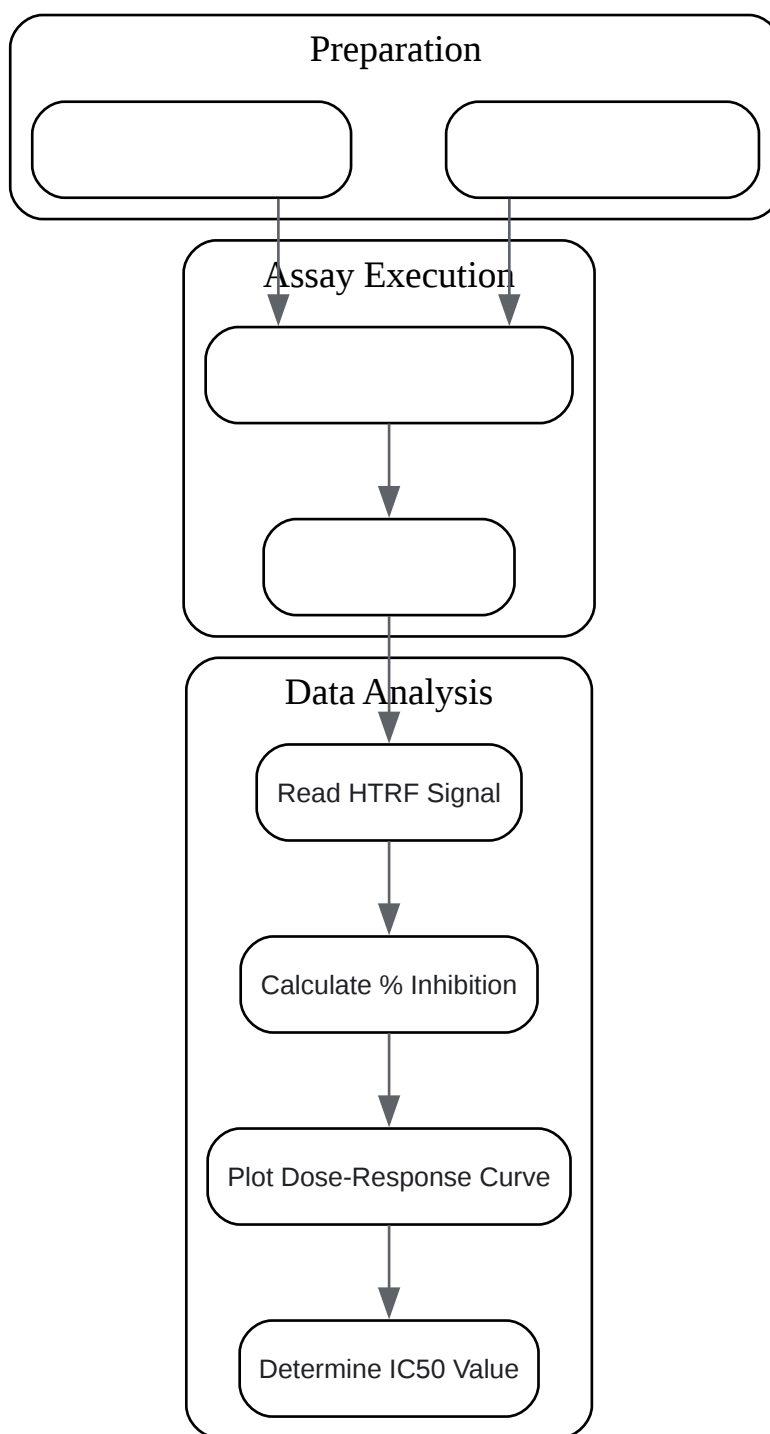 Preparation
Assay Execution
Data Analysis
Read HTRF Signal
Calculate % Inhibition
Plot Dose-Response Curve
Determine IC50 Value